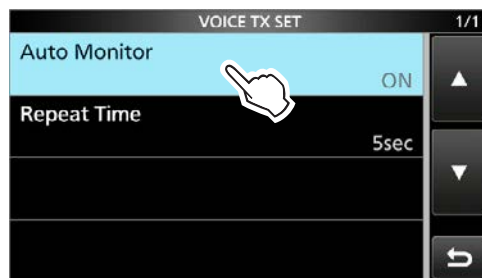 VOICE TX SET 1/1
Auto Monitor
ON
Repeat Time
5sec